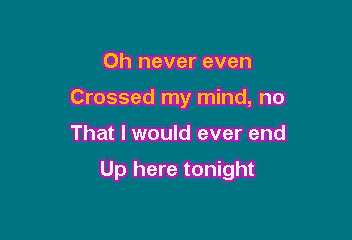 Oh never even
Crossed my mind, no
That I would ever end
Up here tonight